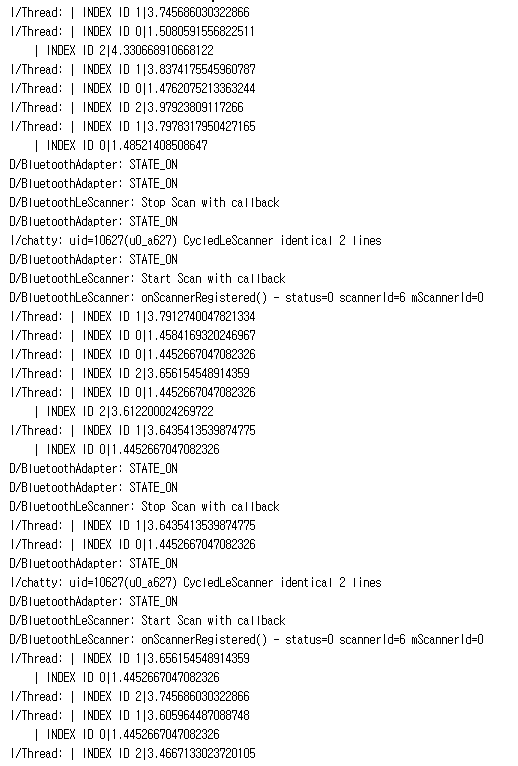 I/Thread: | INDEX ID 1|3.745686030322866
I/Thread: | INDEX ID 0|1.5080591556822511
| INDEX ID 2|4.330668910668122
I/Thread: | INDEX ID 1|3.8374175545960787
I/Thread: | INDEX ID 0|1.4762075213363244
I/Thread: | INDEX ID 2|3.97923809117266
I/Thread: | INDEX ID 1|3.7978317950427165
| INDEX ID 0|1.48521408508647
D/BluetoothAdapter: STATE_ON
D/BluetoothAdapter: STATE_ON
D/BluetoothLeScanner: Stop Scan with callback
D/BluetoothAdapter: STATE_ON
I/chatty: uid=10627(u0_a627) CycledLeScanner identical 2 lines
D/BluetoothAdapter: STATE_ON
D/BluetoothLeScanner: Start Scan with callback
D/BluetoothLeScanner: onScannerRegistered() - status=0 scannerId=6 mScannerId=0
I/Thread: | INDEX ID 1|3.7912740047821334
I/Thread: | INDEX ID 0|1.4584169320246967
I/Thread: | INDEX ID 0|1.4452667047082326
I/Thread: | INDEX ID 2|3.656154548914359
I/Thread: | INDEX ID 0|1.4452667047082326
| INDEX ID 2|3.612200024269722
I/Thread: | INDEX ID 1|3.6435413539874775
| INDEX ID 0|1.4452667047082326
D/BluetoothAdapter: STATE_ON
D/BluetoothAdapter: STATE_ON
D/BluetoothLeScanner: Stop Scan with callback
I/Thread: | INDEX ID 1|3.6435413539874775
I/Thread: | INDEX ID 0|1.4452667047082326
D/BluetoothAdapter: STATE_ON
I/chatty: uid=10627(u0_a627) CycledLeScanner identical 2 lines
D/BluetoothAdapter: STATE_ON
D/BluetoothLeScanner: Start Scan with callback
D/BluetoothLeScanner: onScannerRegistered() - status=0 scannerId=6 mScannerId=0
I/Thread: | INDEX ID 1|3.656154548914359
| INDEX ID 0|1.4452667047082326
I/Thread: | INDEX ID 2|3.745686030322866
I/Thread: | INDEX ID 1|3.605964487088748
| INDEX ID 0|1.4452667047082326
I/Thread: | INDEX ID 2|3.4667133023720105